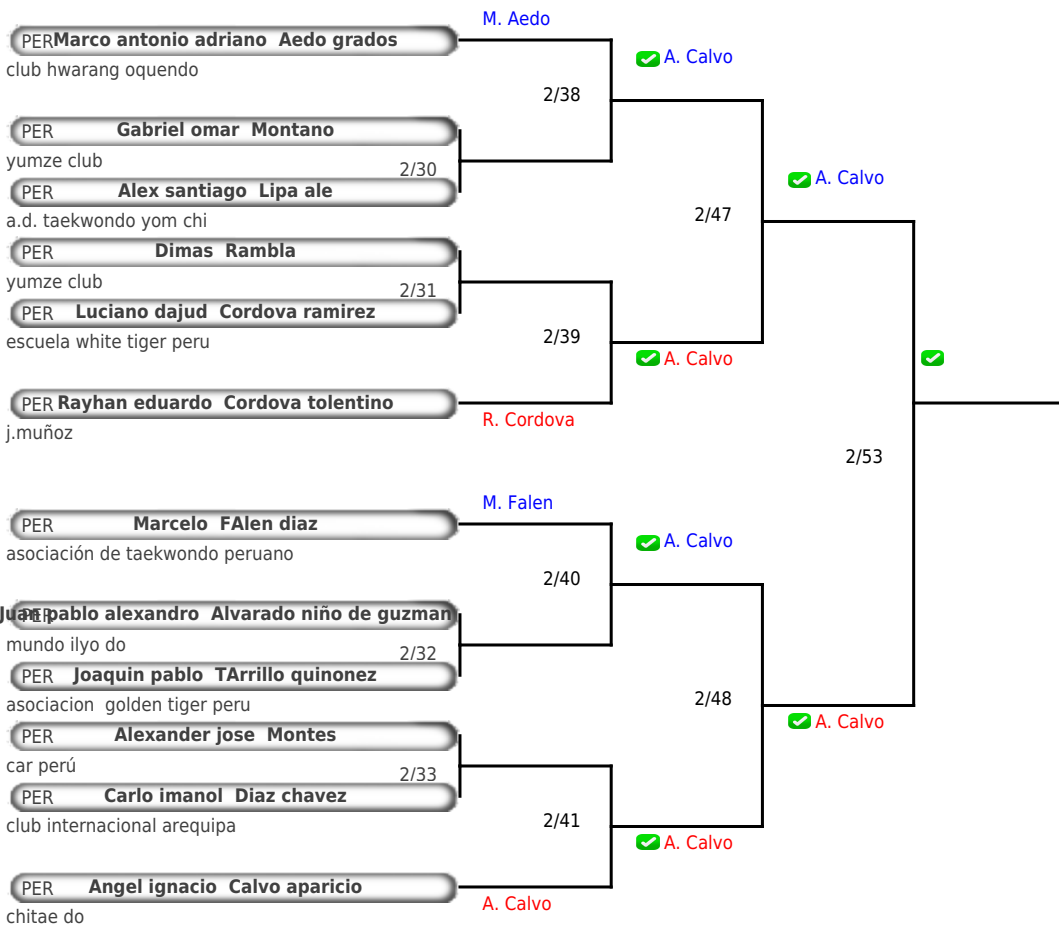 M. Aedo
PER Marco antonio adriano Aedo grados
club hwarang oquendo
A. Calvo
2/38
PER Gabriel omar Montano
yumze club
2/30
PER Alex santiago Lipa ale
a.d. taekwondo yom chi
A. Calvo
2/47
PER Dimas Rambla
yumze club
2/31
PER Luciano dajud Cordova ramirez
escuela white tiger peru
2/39
A. Calvo
PER Rayhan eduardo Cordova tolentino
j.muñoz
R. Cordova
2/53
M. Falen
PER Marcelo FAlen diaz
asociación de taekwondo peruano
A. Calvo
2/40
PER Juan pablo alexandro Alvarado niño de guzman
mundo ilyo do
2/32
PER Joaquin pablo TArrillo quinonez
asociacion golden tiger peru
2/48
A. Calvo
PER Alexander jose Montes
car perú
2/33
PER Carlo imanol Diaz chavez
club internacional arequipa
2/41
A. Calvo
PER Angel ignacio Calvo aparicio
chitae do
A. Calvo